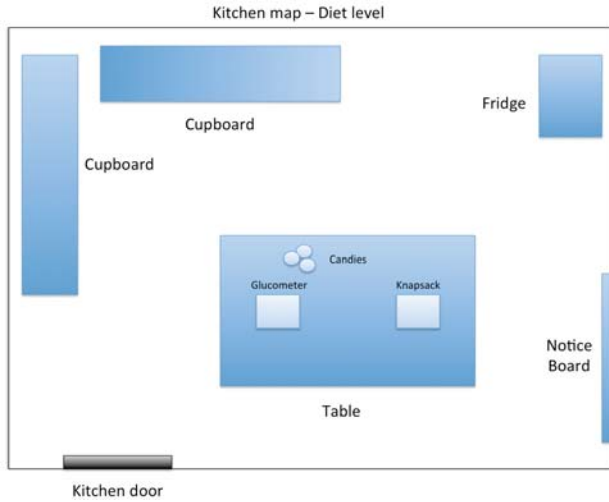 Kitchen map – Diet level
Cupboard
Fridge
Cupboard
Candies
Glucometer
Knapsack
Notice
Board
Table
Kitchen door